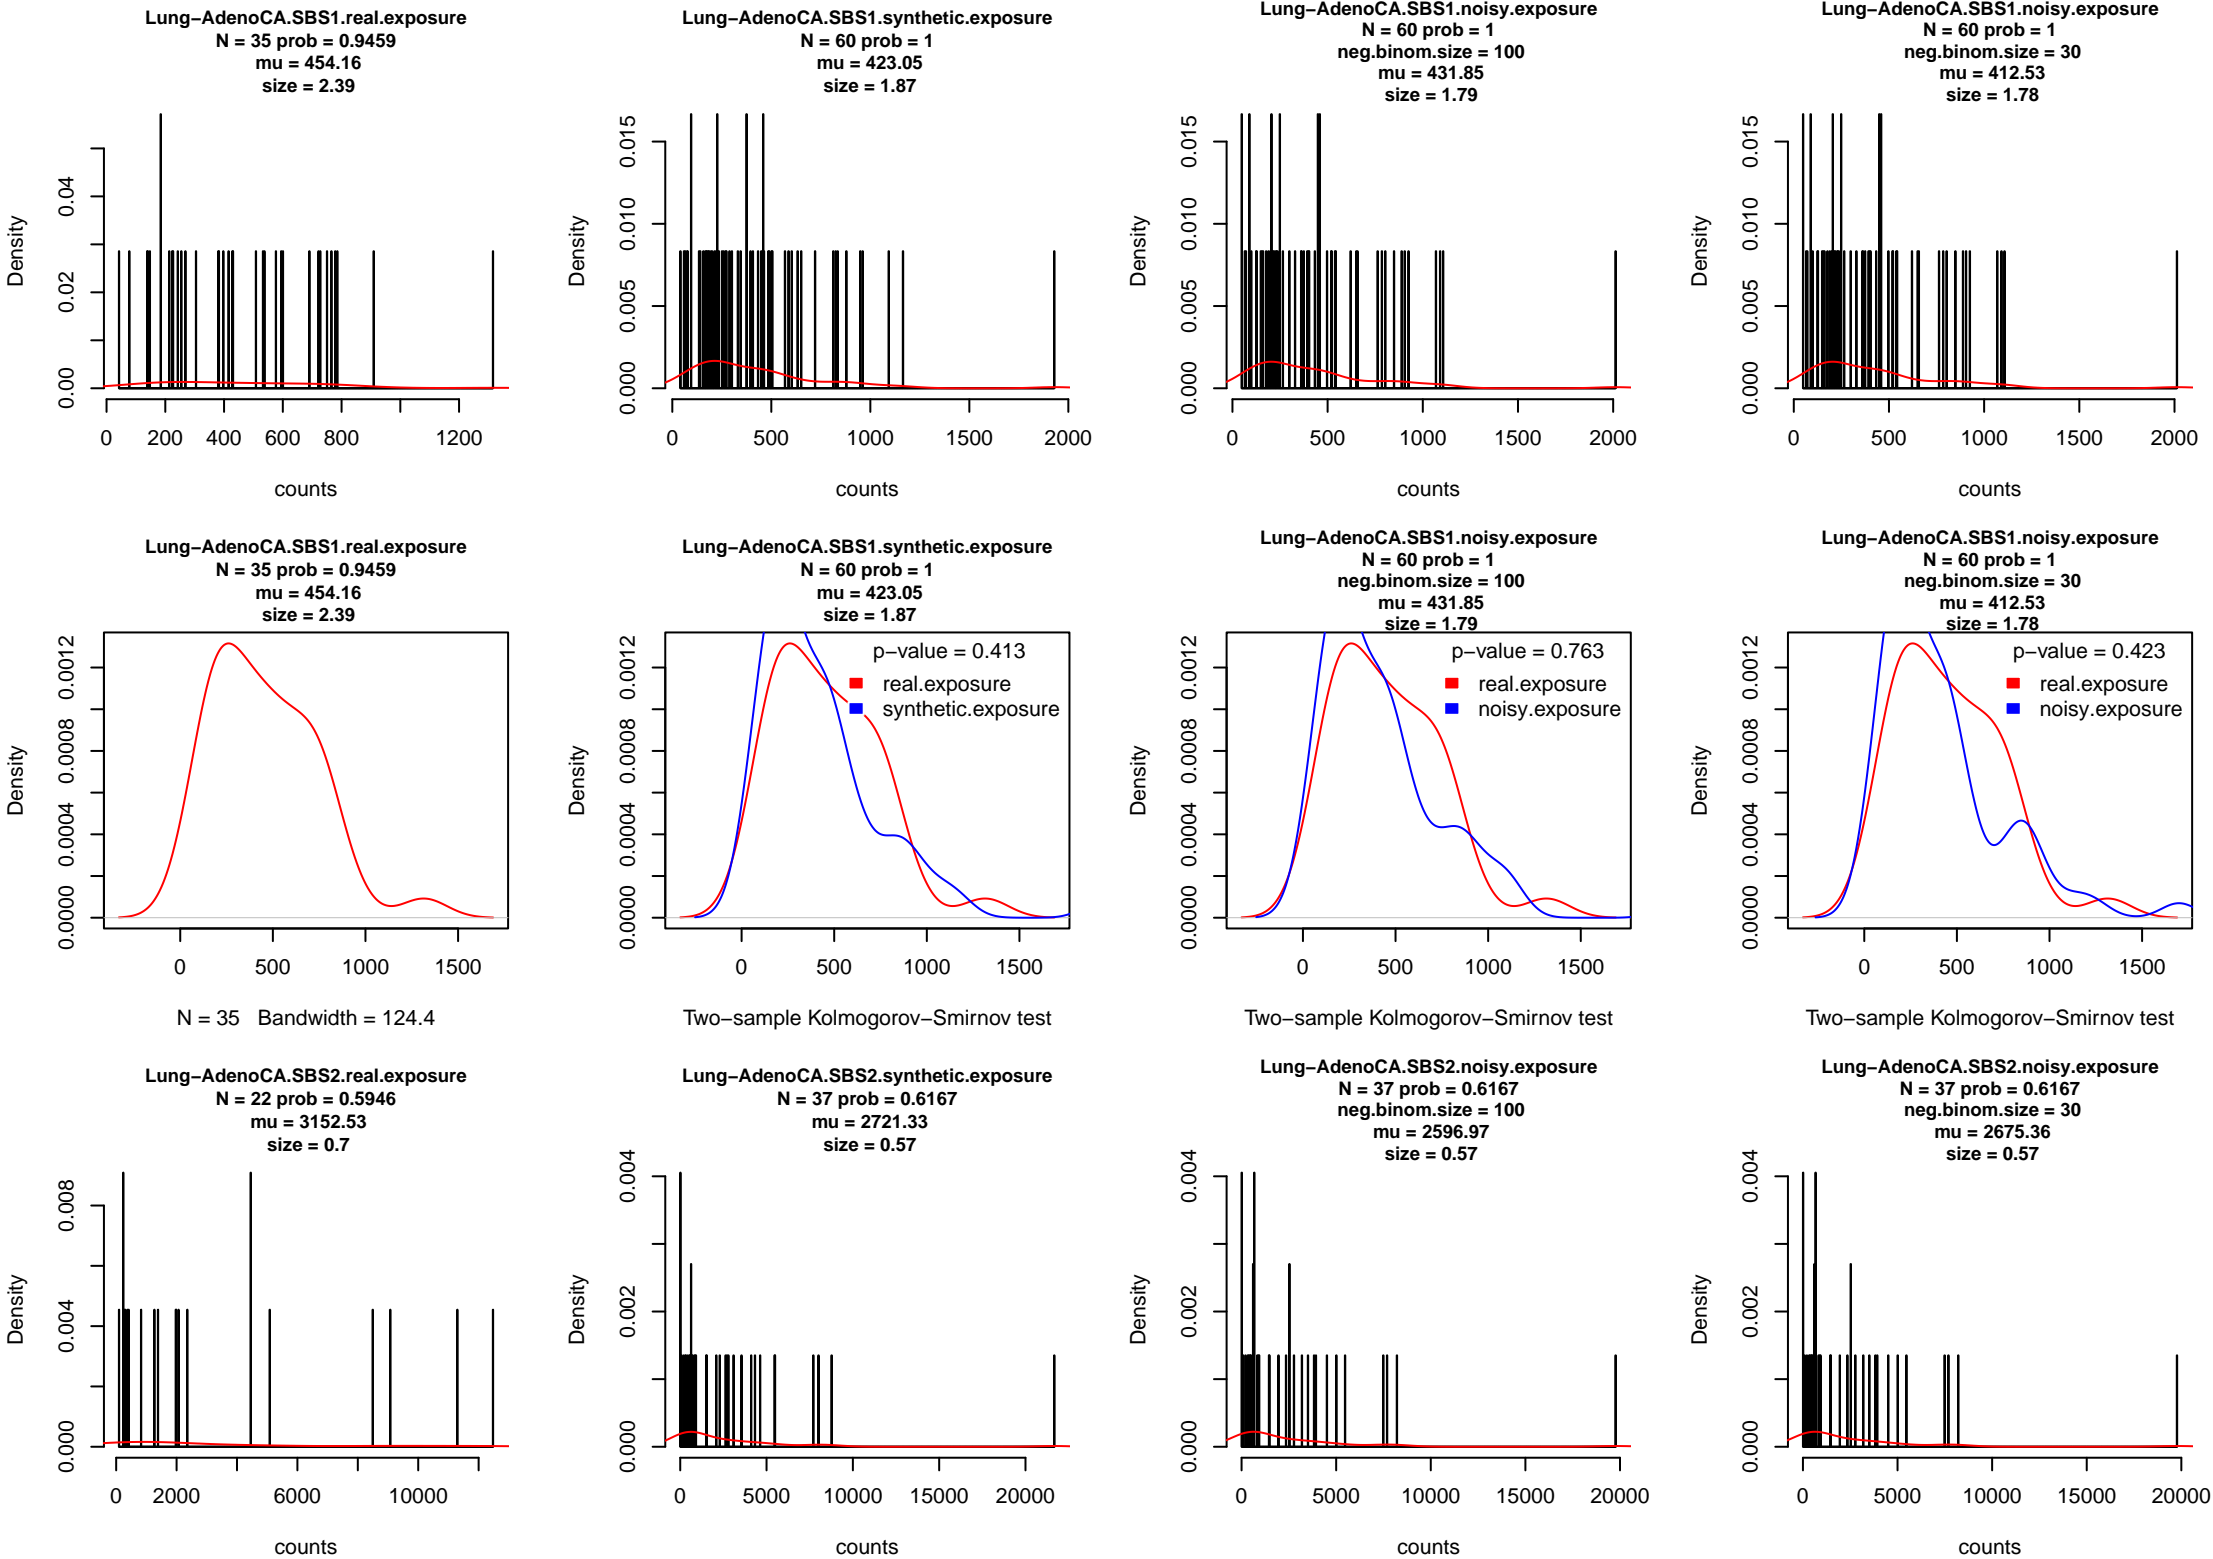 Lung−AdenoCA.SBS1.real.exposure
N = 35 prob = 0.9459
mu = 454.16
size = 2.39
Density
0.00 0.02 0.04
0 200 400 600 800 1200
counts
Lung−AdenoCA.SBS1.synthetic.exposure
N = 60 prob = 1
mu = 423.05
size = 1.87
Density
0.000 0.005 0.010 0.015
0 500 1000 1500 2000
counts
Lung−AdenoCA.SBS1.noisy.exposure
N = 60 prob = 1
neg.binom.size = 100
mu = 431.85
size = 1.79
Density
0.000 0.005 0.010 0.015
0 500 1000 1500 2000
counts
Lung−AdenoCA.SBS1.noisy.exposure
N = 60 prob = 1
neg.binom.size = 30
mu = 412.53
size = 1.78
Density
0.000 0.005 0.010 0.015
0 500 1000 1500 2000
counts
Lung−AdenoCA.SBS1.real.exposure
N = 35 prob = 0.9459
mu = 454.16
size = 2.39
Density
0.0000 0.0004 0.0008 0.0012
0 500 1000 1500
N = 35 Bandwidth = 124.4
Lung−AdenoCA.SBS1.synthetic.exposure
N = 60 prob = 1
mu = 423.05
size = 1.87
p−value = 0.413
real.exposure
synthetic.exposure
Density
0.0000 0.0004 0.0008 0.0012
0 500 1000 1500
Two−sample Kolmogorov−Smirnov test
Lung−AdenoCA.SBS1.noisy.exposure
N = 60 prob = 1
neg.binom.size = 100
mu = 431.85
size = 1.79
p−value = 0.763
real.exposure
noisy.exposure
Density
0.0000 0.0004 0.0008 0.0012
0 500 1000 1500
Two−sample Kolmogorov−Smirnov test
Lung−AdenoCA.SBS1.noisy.exposure
N = 60 prob = 1
neg.binom.size = 30
mu = 412.53
size = 1.78
p−value = 0.423
real.exposure
noisy.exposure
Density
0.0000 0.0004 0.0008 0.0012
0 500 1000 1500
Two−sample Kolmogorov−Smirnov test
Lung−AdenoCA.SBS2.real.exposure
N = 22 prob = 0.5946
mu = 3152.53
size = 0.7
Density
0.000 0.004 0.008
0 2000 6000 10000
counts
Lung−AdenoCA.SBS2.synthetic.exposure
N = 37 prob = 0.6167
mu = 2721.33
size = 0.57
Density
0.000 0.002 0.004
0 5000 10000 15000 20000
counts
Lung−AdenoCA.SBS2.noisy.exposure
N = 37 prob = 0.6167
neg.binom.size = 100
mu = 2596.97
size = 0.57
Density
0.000 0.002 0.004
0 5000 10000 15000 20000
counts
Lung−AdenoCA.SBS2.noisy.exposure
N = 37 prob = 0.6167
neg.binom.size = 30
mu = 2675.36
size = 0.57
Density
0.000 0.002 0.004
0 5000 10000 15000 20000
counts